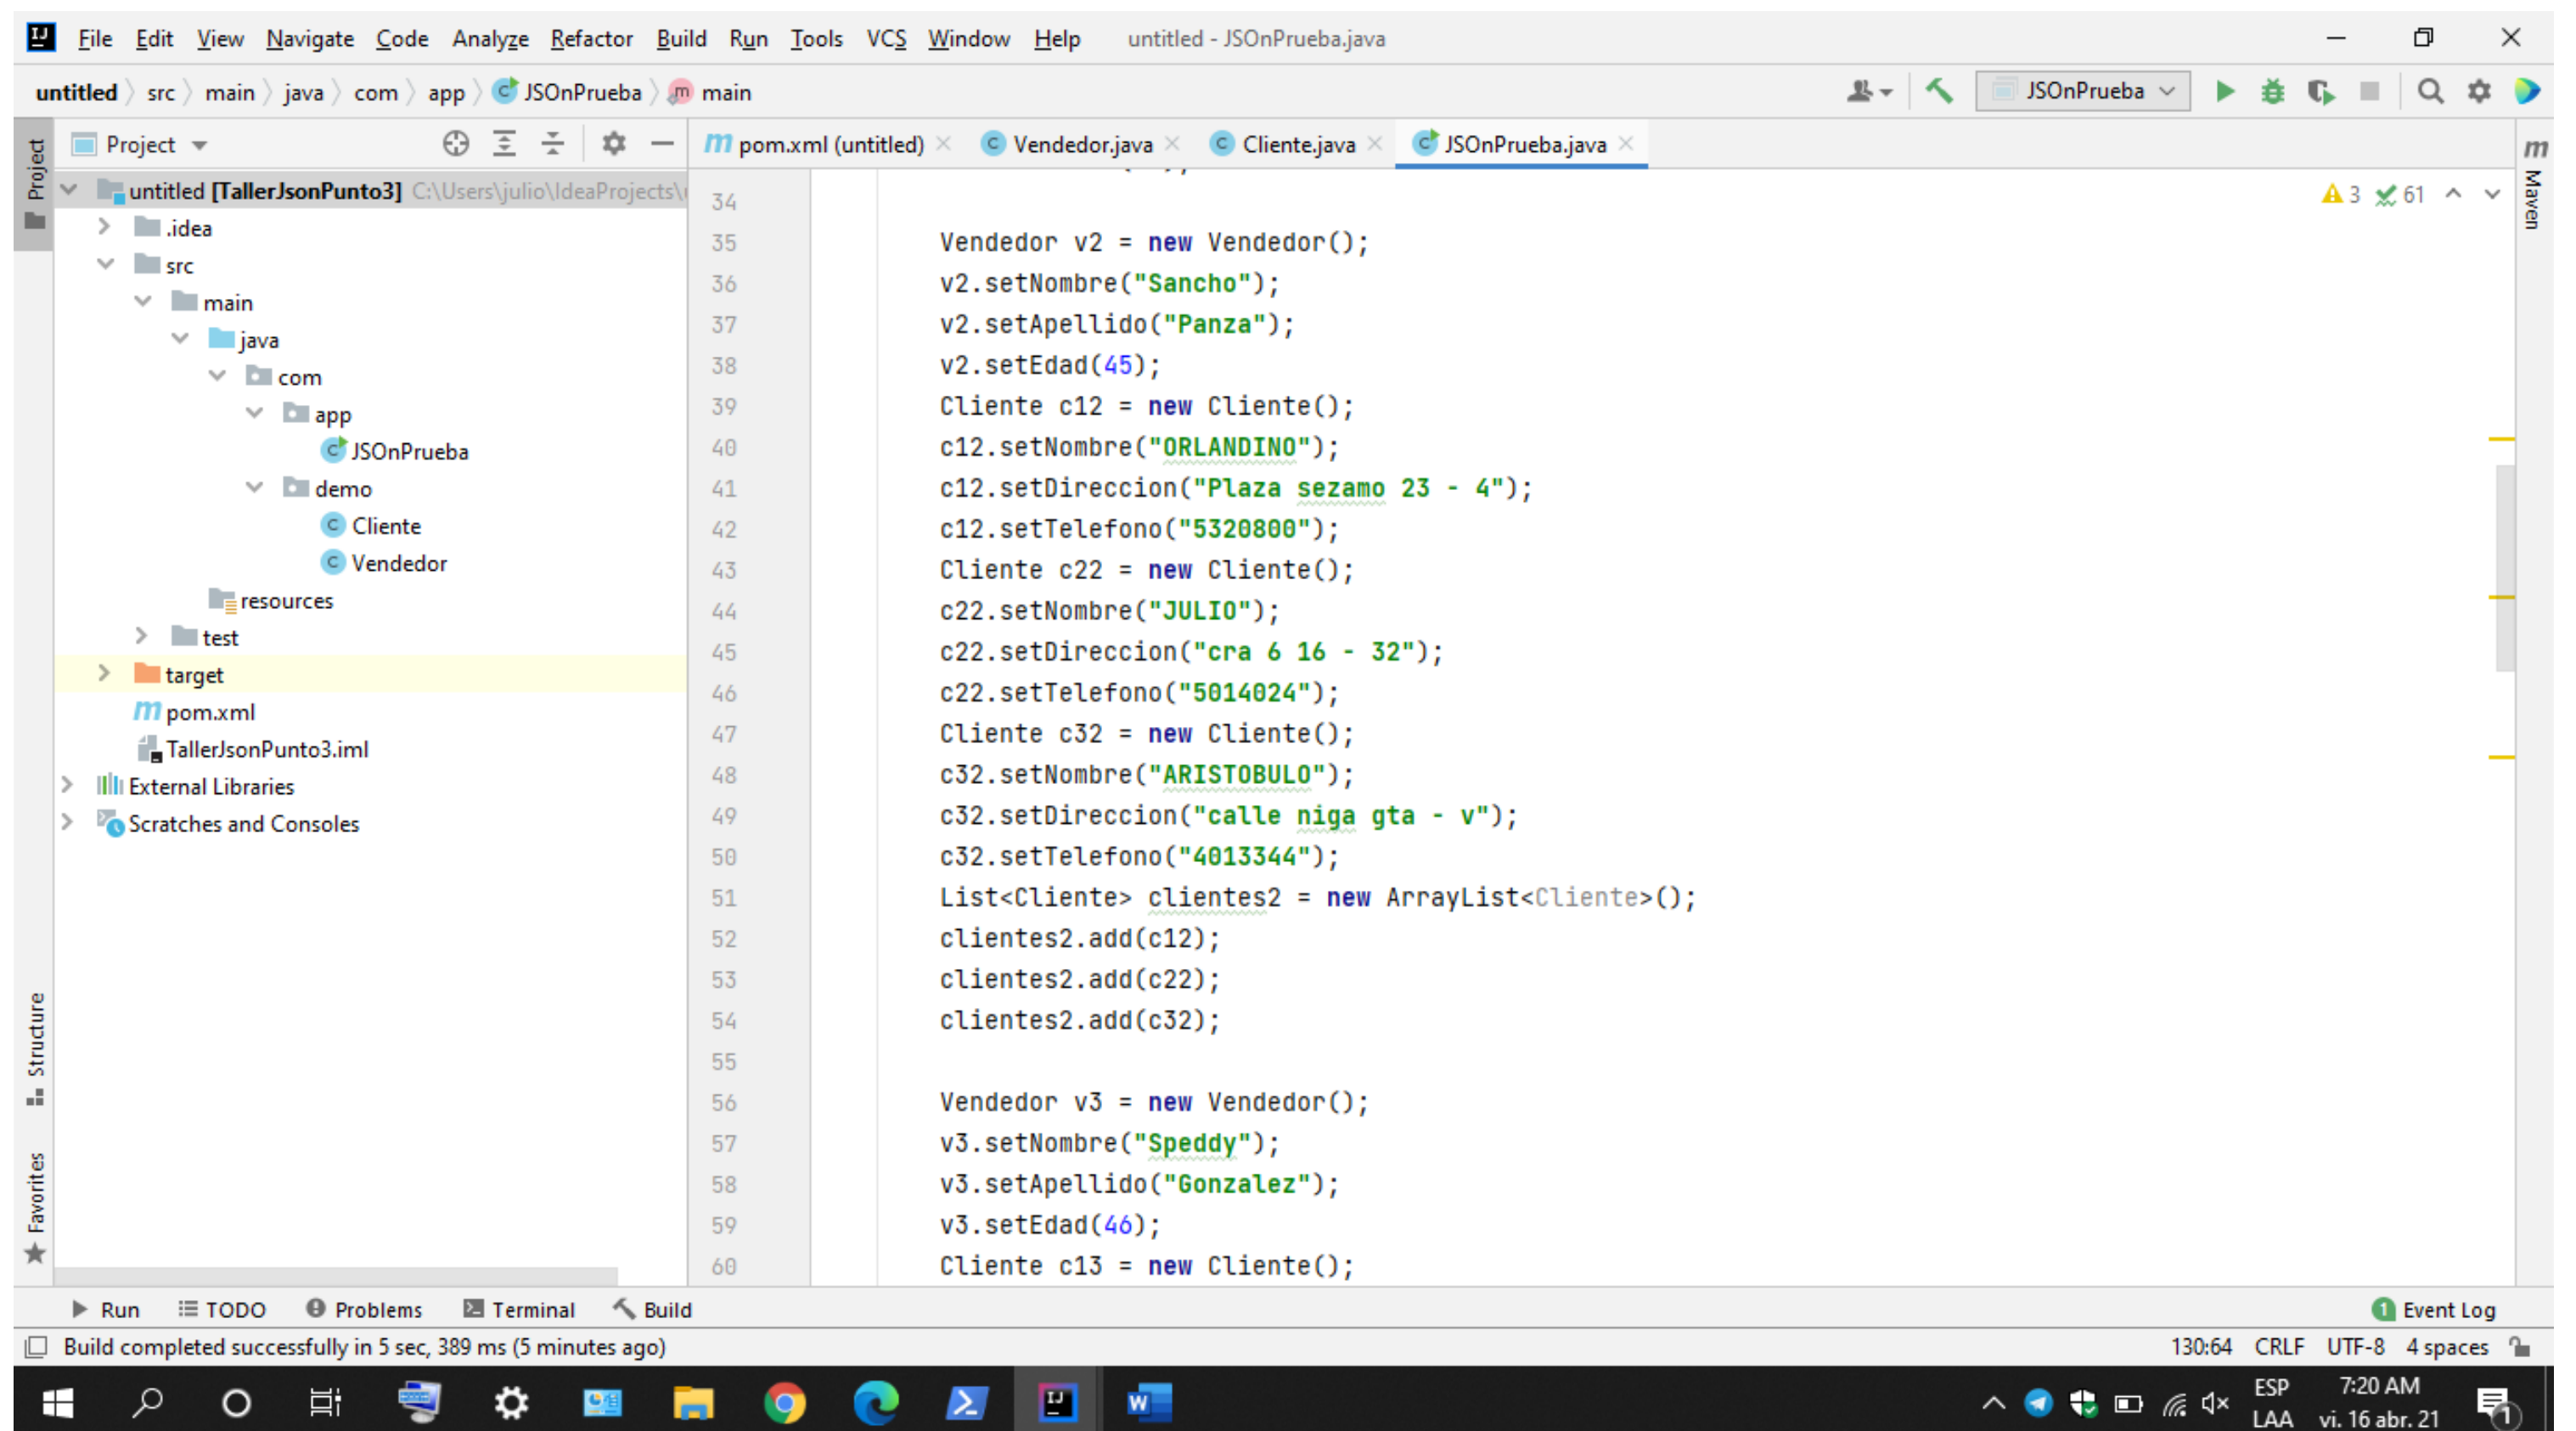 File Edit View Navigate Code Analyze Refactor Build Run Tools VCS Window Help untitled - JSOnPrueba.java
untitled src main java com app JSOnPrueba main
JSOnPrueba
Project
pom.xml (untitled) Vendedor.java Cliente.java JSOnPrueba.java
Project
untitled [TallerJsonPunto3] C:\Users\julio\IdeaProjects\
.idea
src
main
java
com
app
JSOnPrueba
demo
Cliente
Vendedor
resources
test
target
pom.xml
TallerJsonPunto3.iml
External Libraries
Scratches and Consoles
Structure
Favorites
3 61
Maven
34
35 Vendedor v2 = new Vendedor();
36 v2.setNombre("Sancho");
37 v2.setApellido("Panza");
38 v2.setEdad(45);
39 Cliente c12 = new Cliente();
40 c12.setNombre("ORLANDINO");
41 c12.setDireccion("Plaza sezamo 23 - 4");
42 c12.setTelefono("5320800");
43 Cliente c22 = new Cliente();
44 c22.setNombre("JULIO");
45 c22.setDireccion("cra 6 16 - 32");
46 c22.setTelefono("5014024");
47 Cliente c32 = new Cliente();
48 c32.setNombre("ARISTOBULO");
49 c32.setDireccion("calle niga gta - v");
50 c32.setTelefono("4013344");
51 List<Cliente> clientes2 = new ArrayList<Cliente>();
52 clientes2.add(c12);
53 clientes2.add(c22);
54 clientes2.add(c32);
55
56 Vendedor v3 = new Vendedor();
57 v3.setNombre("Speddy");
58 v3.setApellido("Gonzalez");
59 v3.setEdad(46);
60 Cliente c13 = new Cliente();
Run TODO Problems Terminal Build 1 Event Log
Build completed successfully in 5 sec, 389 ms (5 minutes ago) 130:64 CRLF UTF-8 4 spaces
ESP 7:20 AM
LAA vi. 16 abr. 21 1